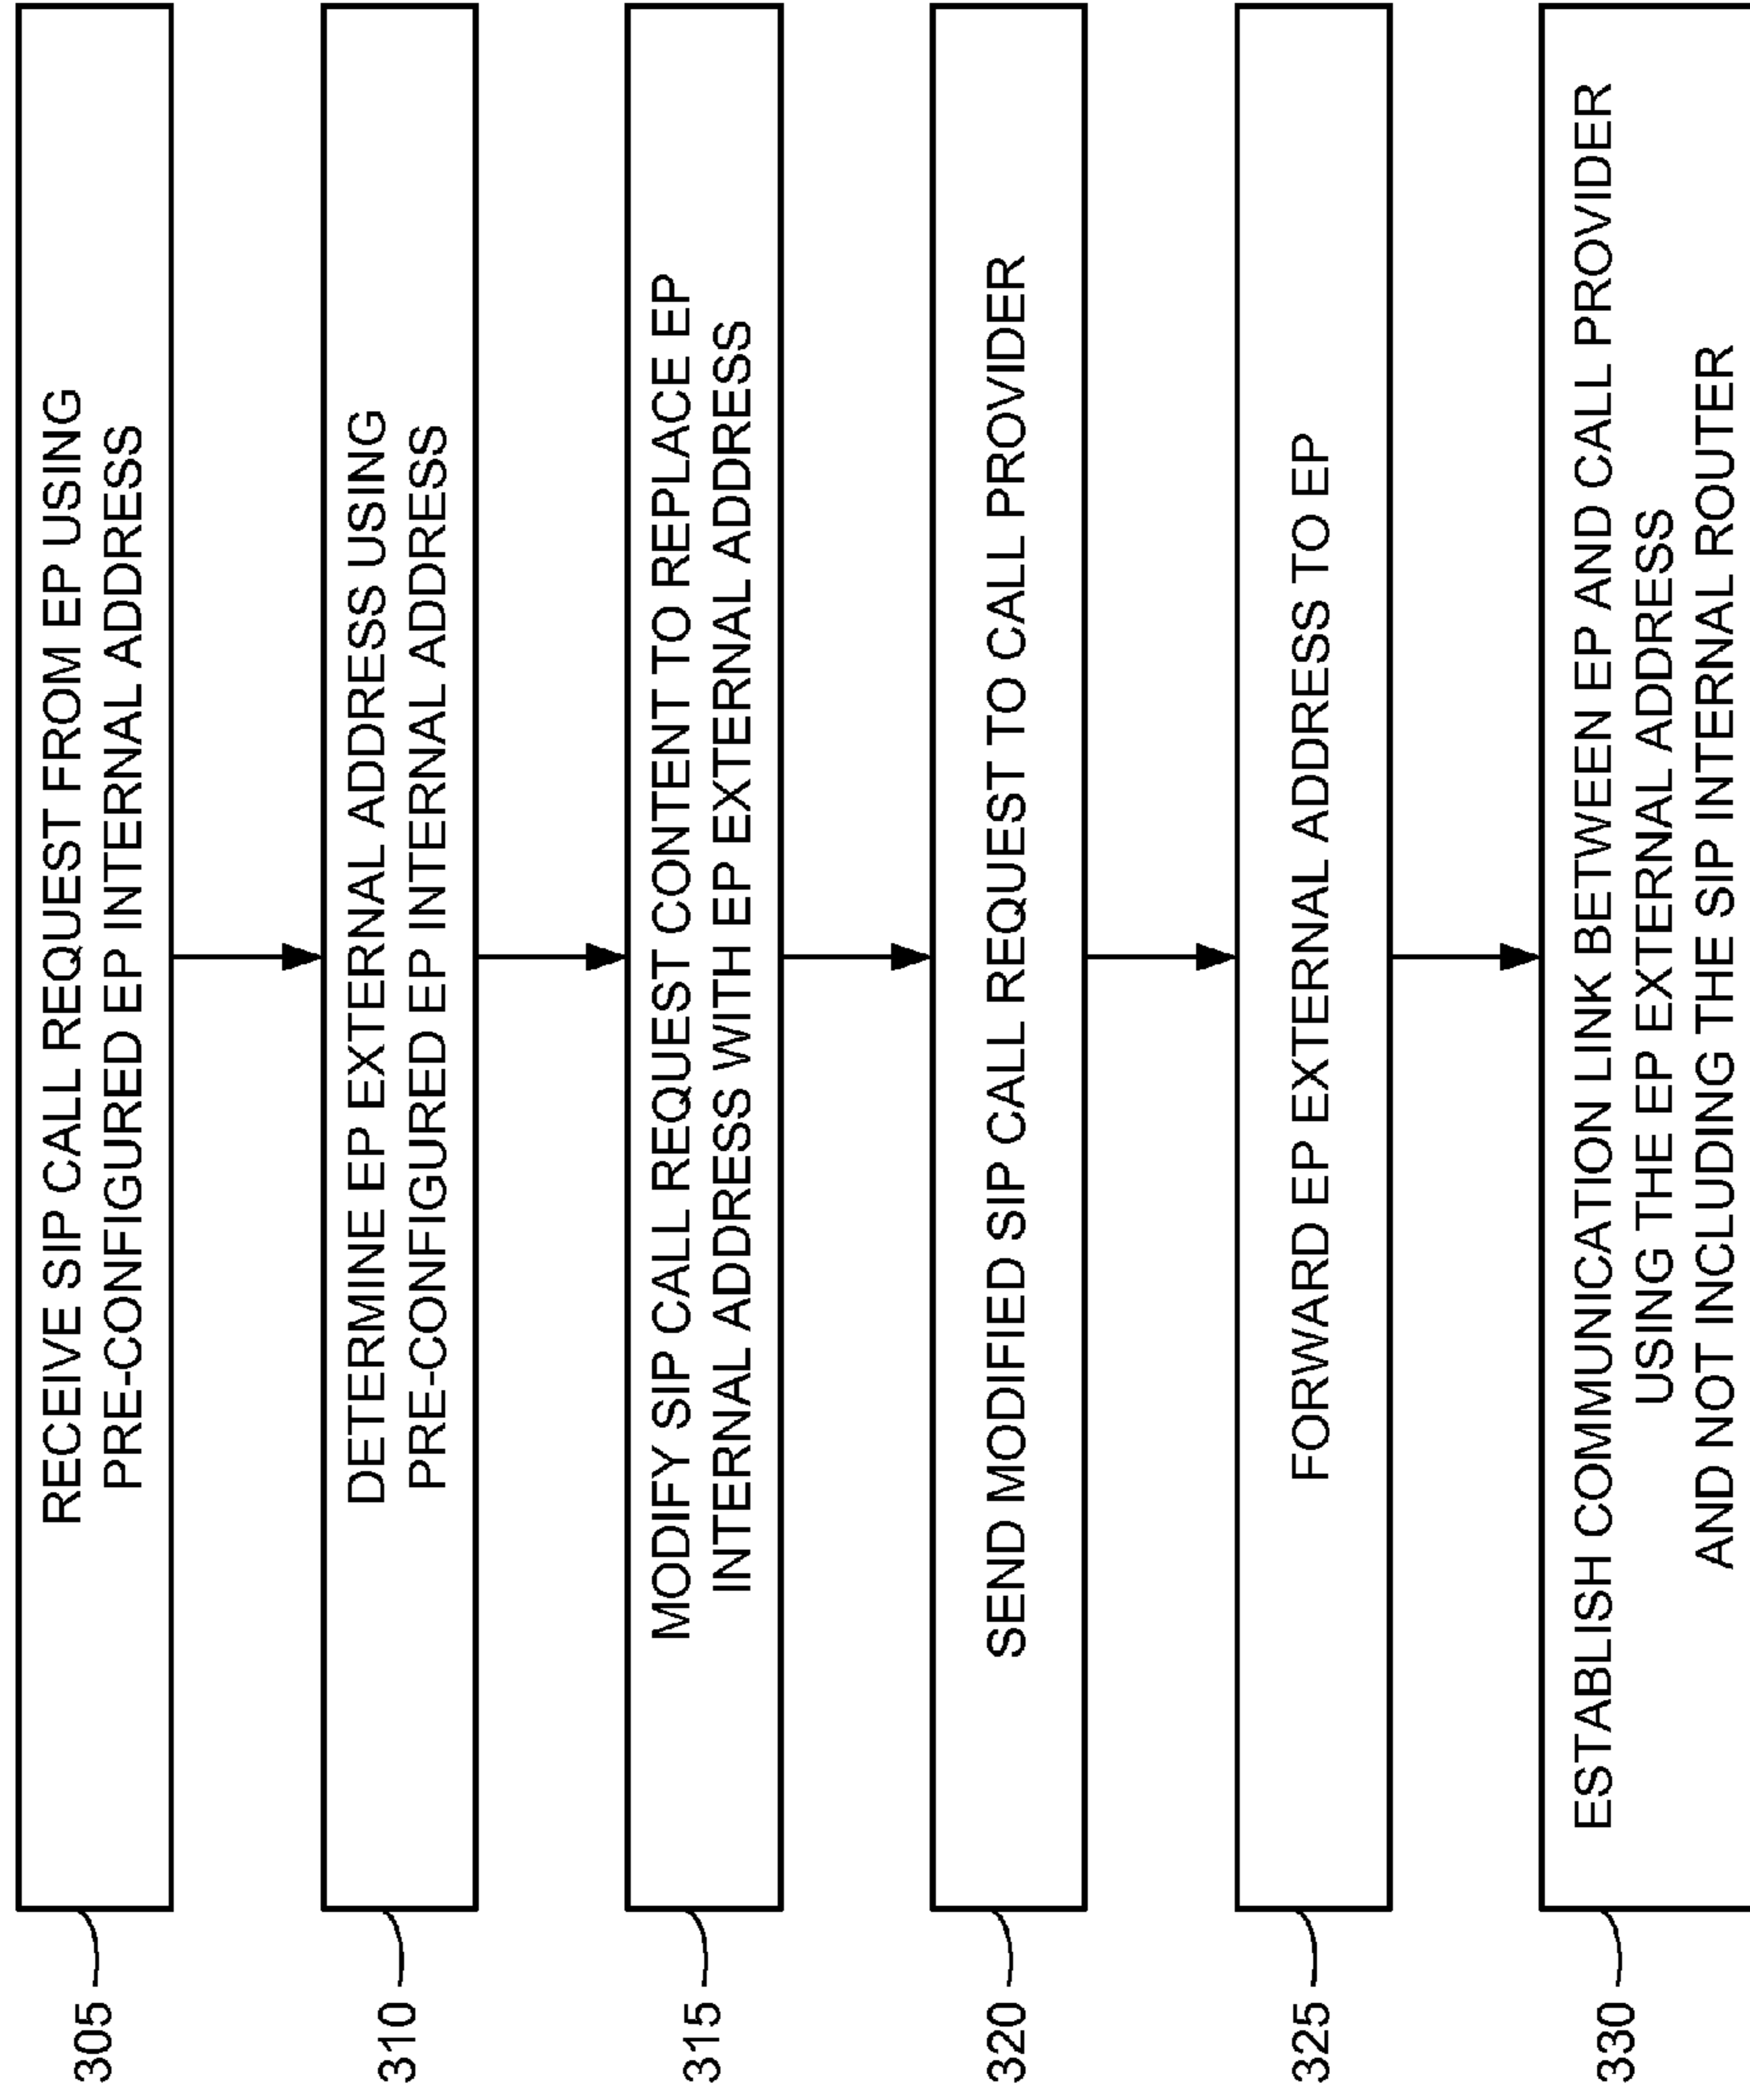 305
RECEIVE SIP CALL REQUEST FROM EP USING
PRE-CONFIGURED EP INTERNAL ADDRESS
310
DETERMINE EP EXTERNAL ADDRESS USING
PRE-CONFIGURED EP INTERNAL ADDRESS
315
MODIFY SIP CALL REQUEST CONTENT TO REPLACE EP
INTERNAL ADDRESS WITH EP EXTERNAL ADDRESS
320
SEND MODIFIED SIP CALL REQUEST TO CALL PROVIDER
325
FORWARD EP EXTERNAL ADDRESS TO EP
330
ESTABLISH COMMUNICATION LINK BETWEEN EP AND CALL PROVIDER
USING THE EP EXTERNAL ADDRESS
AND NOT INCLUDING THE SIP INTERNAL ROUTER